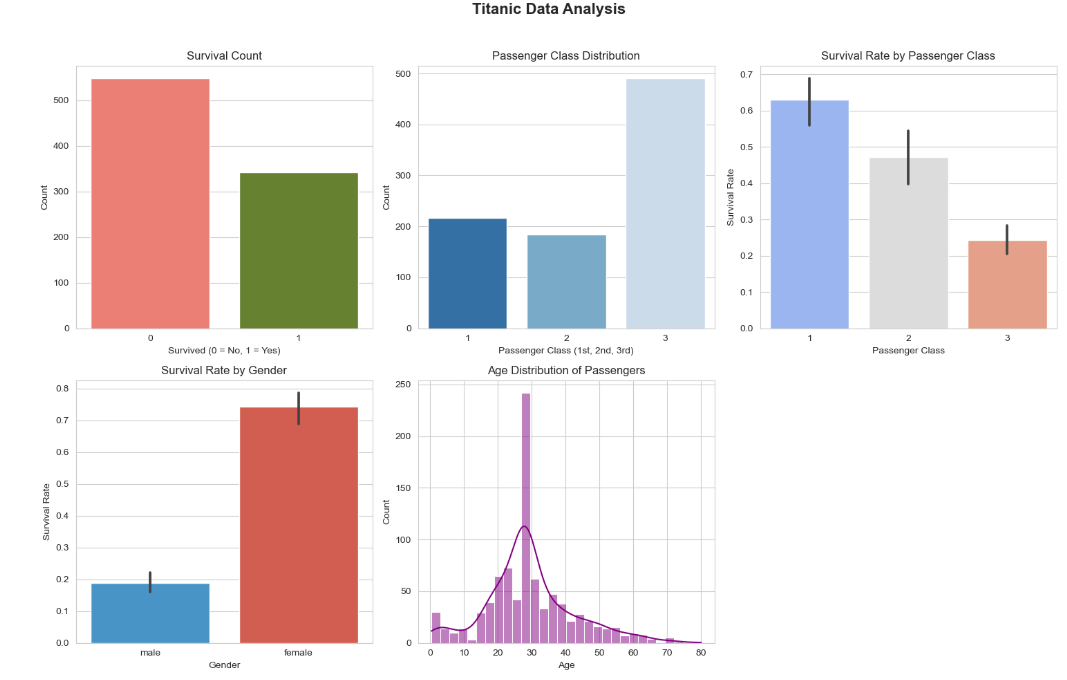 Titanic Data Analysis
Survival Count
Count
500
400
300
200
100
0
0 1
Survived (0 = No, 1 = Yes)
Passenger Class Distribution
Count
500
400
300
200
100
0
1 2 3
Passenger Class (1st, 2nd, 3rd)
Survival Rate by Passenger Class
Survival Rate
0.7
0.6
0.5
0.4
0.3
0.2
0.1
0.0
1 2 3
Passenger Class
Survival Rate by Gender
Survival Rate
0.8
0.7
0.6
0.5
0.4
0.3
0.2
0.1
0.0
male female
Gender
Age Distribution of Passengers
Count
250
200
150
100
50
0
0 10 20 30 40 50 60 70 80
Age